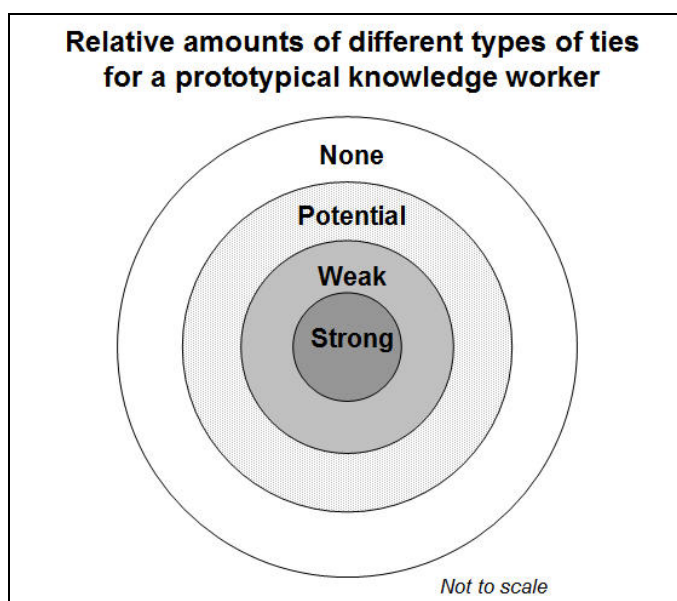 Relative amounts of different types of ties
for a prototypical knowledge worker
None
Potential
Weak
Strong
Not to scale